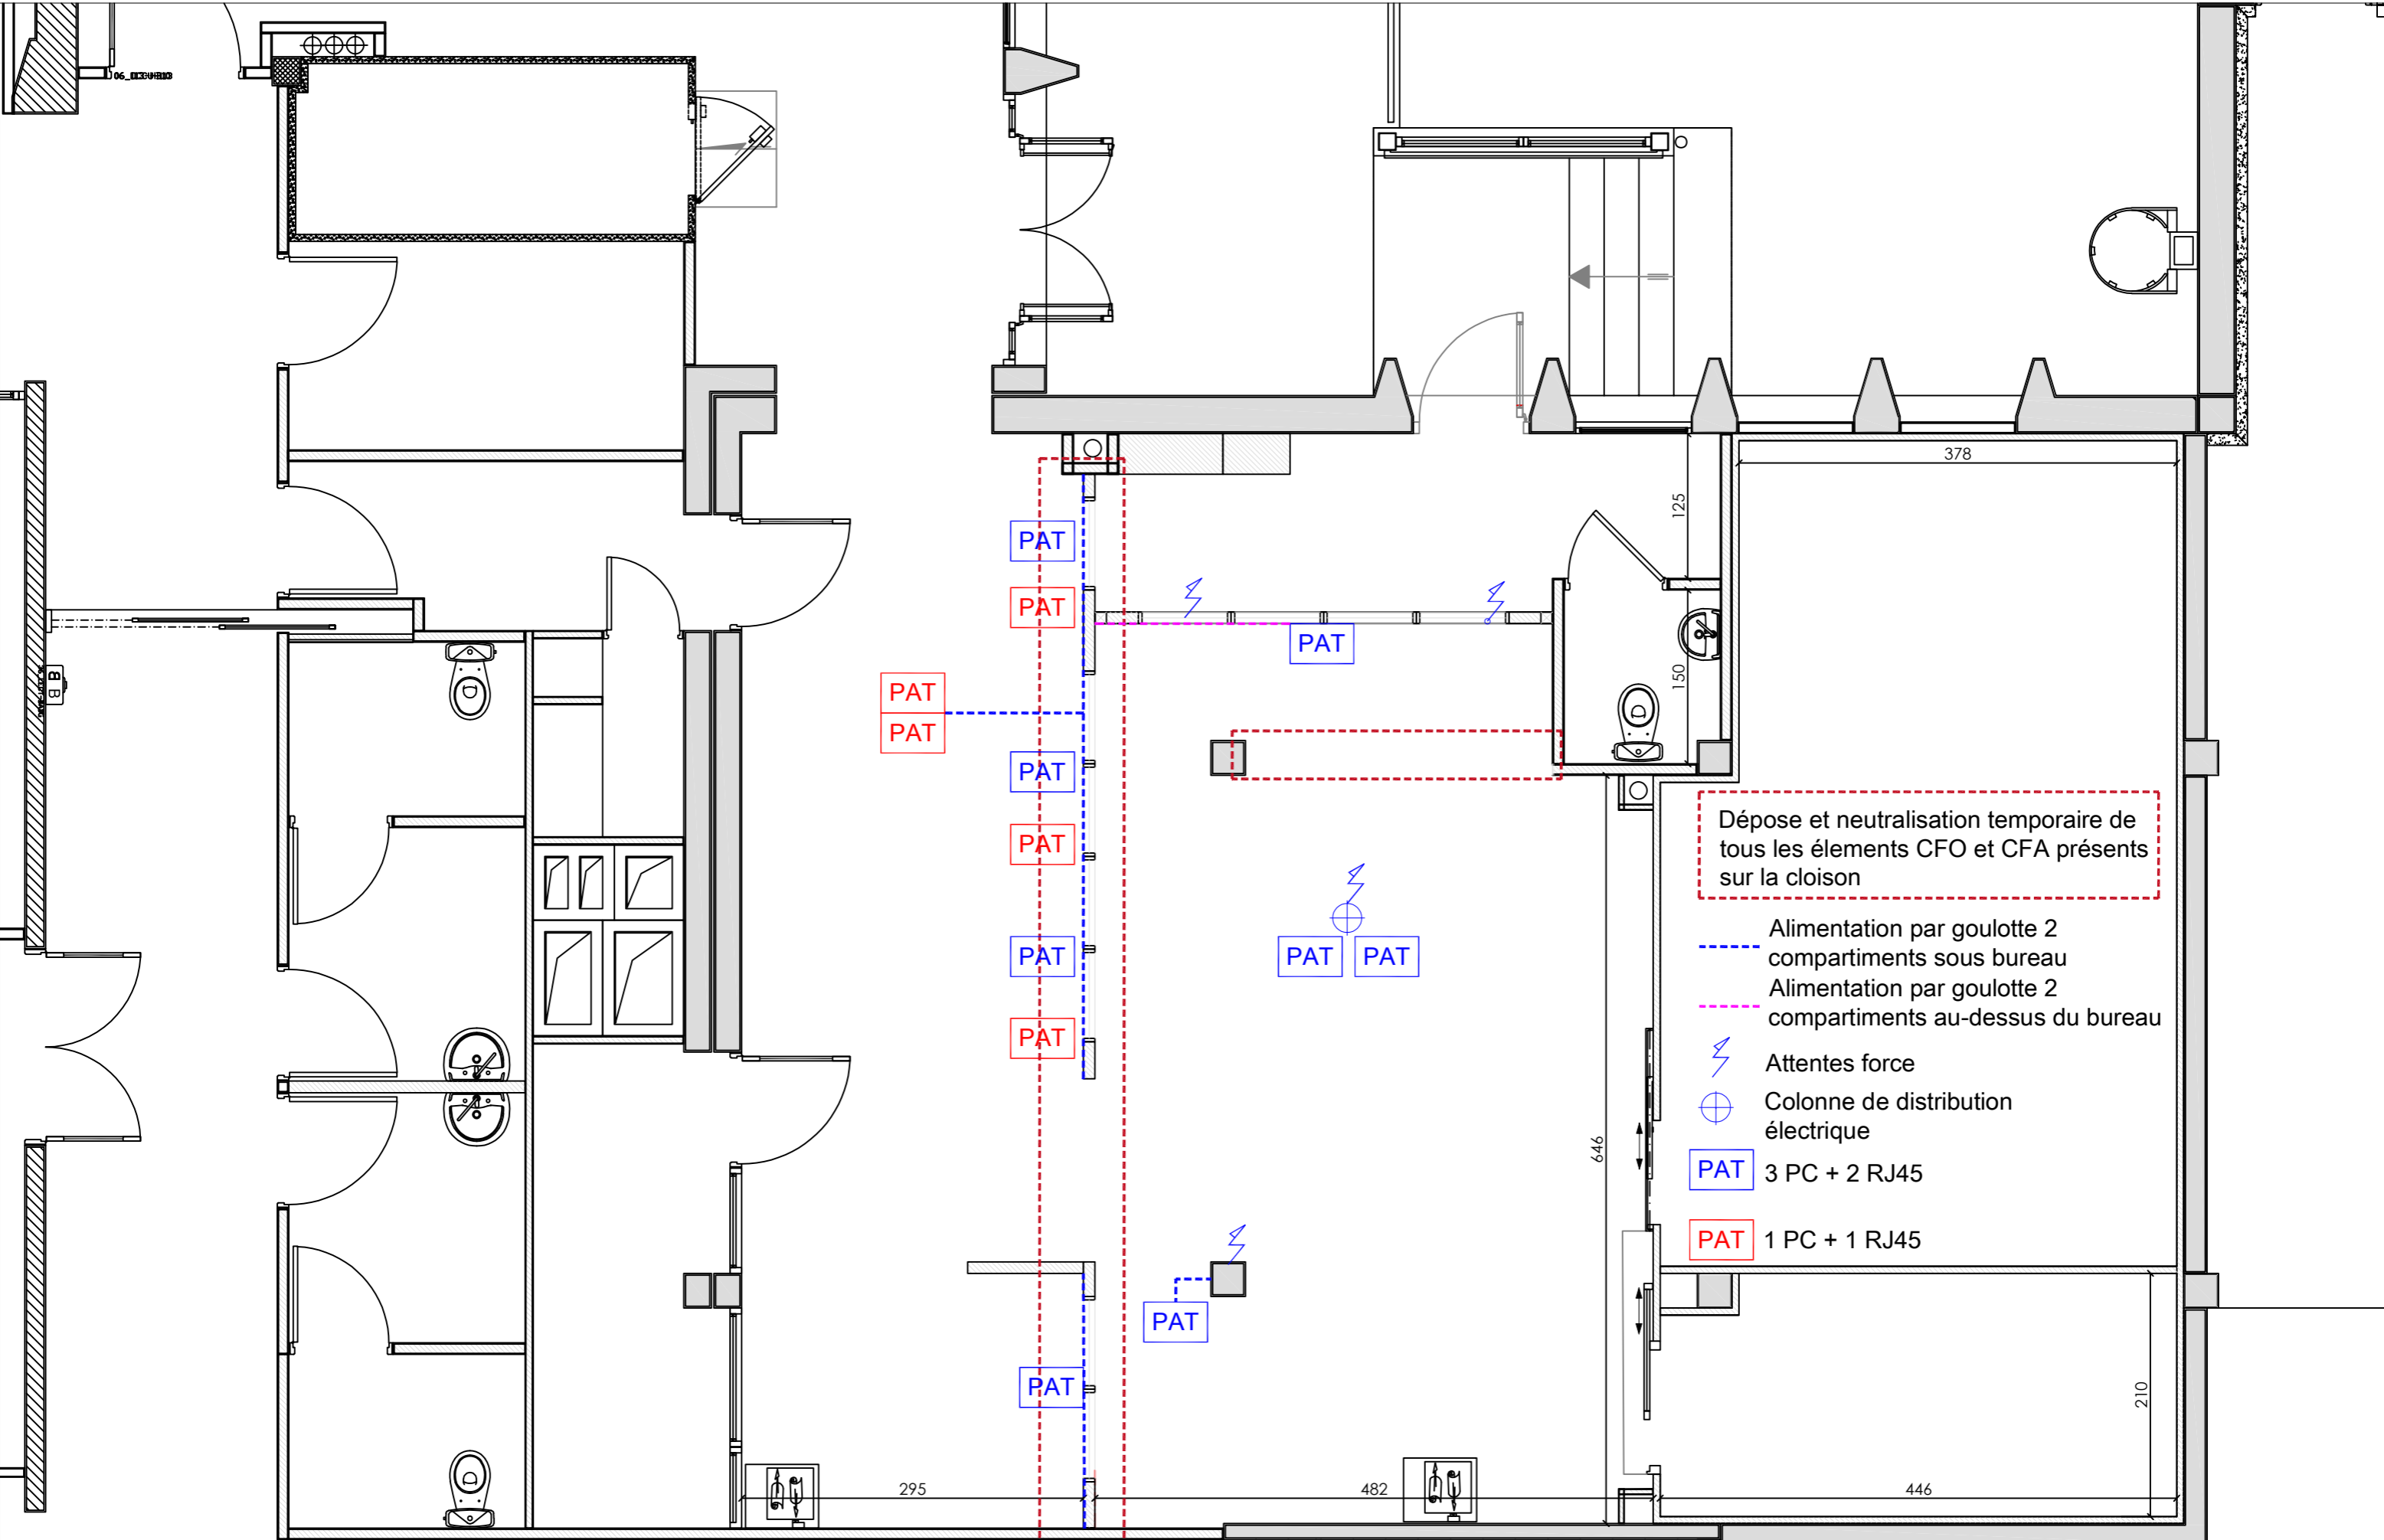 378
125
PAT
PAT
PAT
150
PAT
PAT
PAT
PAT
PAT
PAT
PAT
PAT
PAT
646
PAT
PAT
210
295
482
446
Dépose et neutralisation temporaire de
tous les élements CFO et CFA présents
sur la cloison
Alimentation par goulotte 2
compartiments sous bureau
Alimentation par goulotte 2
compartiments au-dessus du bureau
Attentes force
Colonne de distribution
électrique
PAT 3 PC + 2 RJ45
PAT 1 PC + 1 RJ45